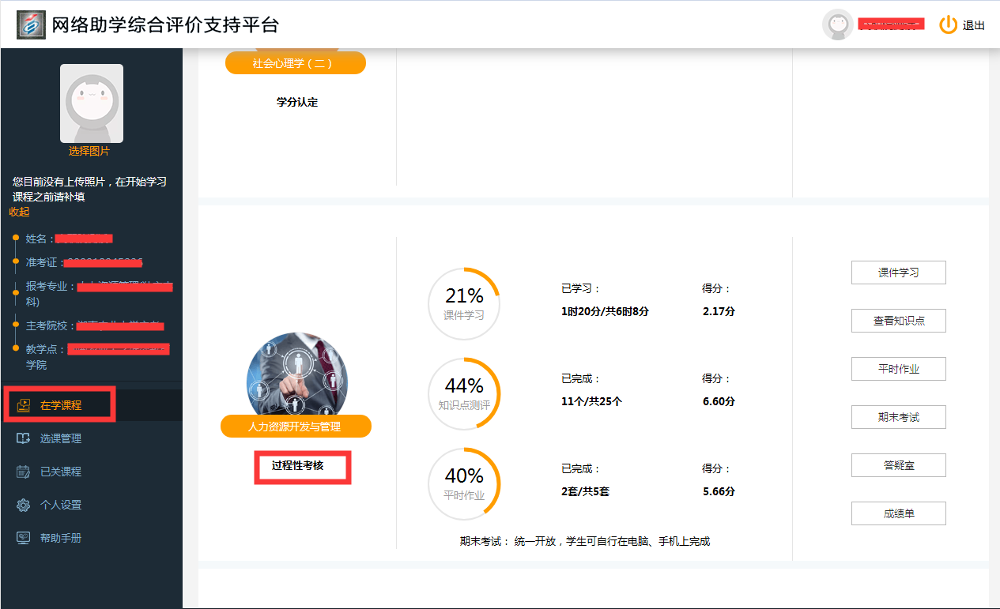 网络助学综合评价支持平台
退出
选择图片
您目前没有上传照片，在开始学习
课程之前请补填
收起
姓名：
准考证：
报考专业：
科)
主考院校：
教学点：
学院
在学课程
选课管理
已关课程
个人设置
帮助手册
社会心理学（二）
学分认定
人力资源开发与管理
过程性考核
21%
课件学习
已学习：
得分：
1时20分/共6时8分
2.17分
44%
知识点测评
已完成：
得分：
11个/共25个
6.60分
40%
平时作业
已完成：
得分：
2套/共5套
5.66分
期末考试： 统一开放，学生可自行在电脑、手机上完成
课件学习
查看知识点
平时作业
期末考试
答疑室
成绩单